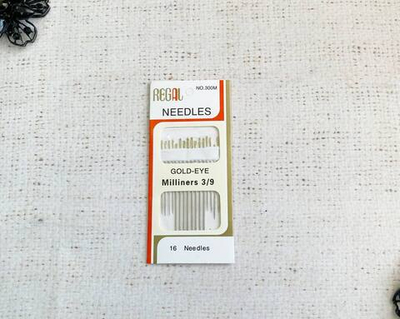 REGAL
NO.300M
NEEDLES
GOLD-EYE
Milliners 3/9
16 Needles